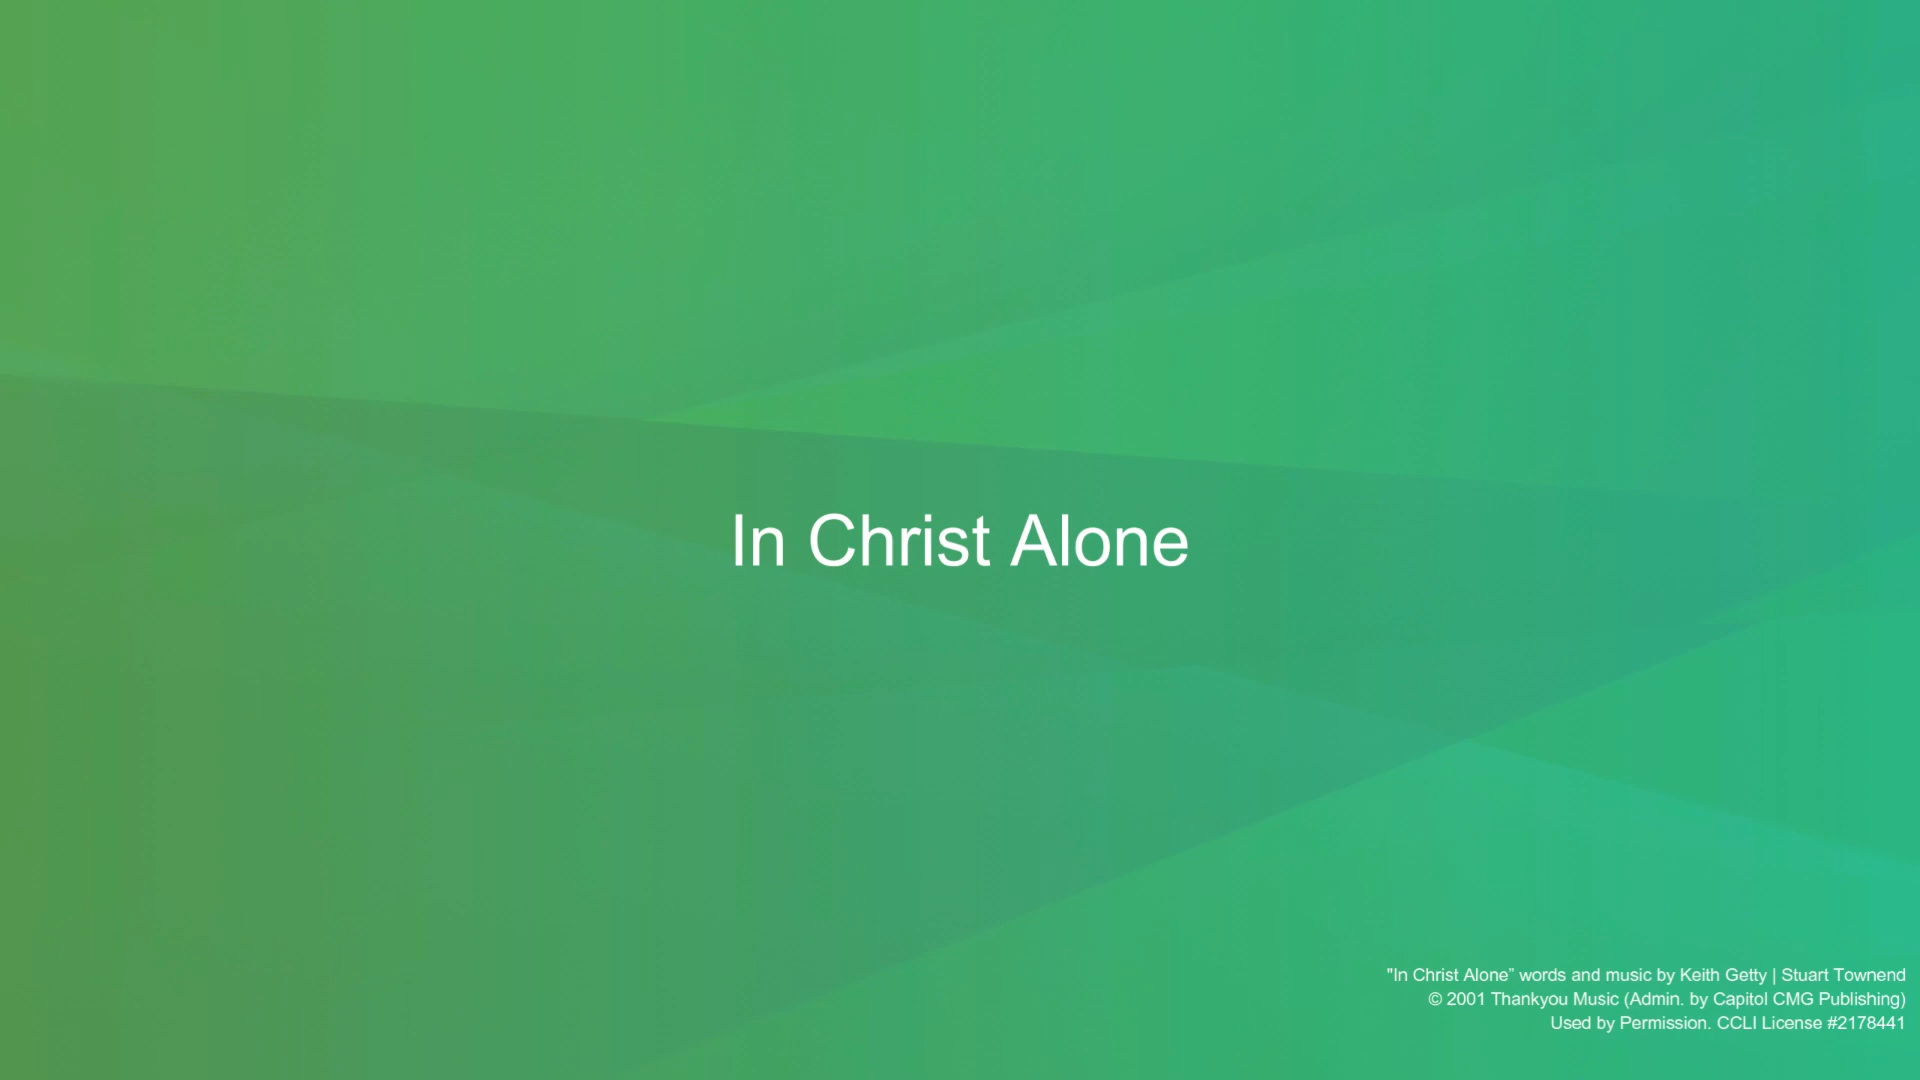 In Christ Alone
"In Christ Alone” words and music by Keith Getty | Stuart Townend
© 2001 Thankyou Music (Admin. by Capitol CMG Publishing)
Used by Permission. CCLI License #2178441